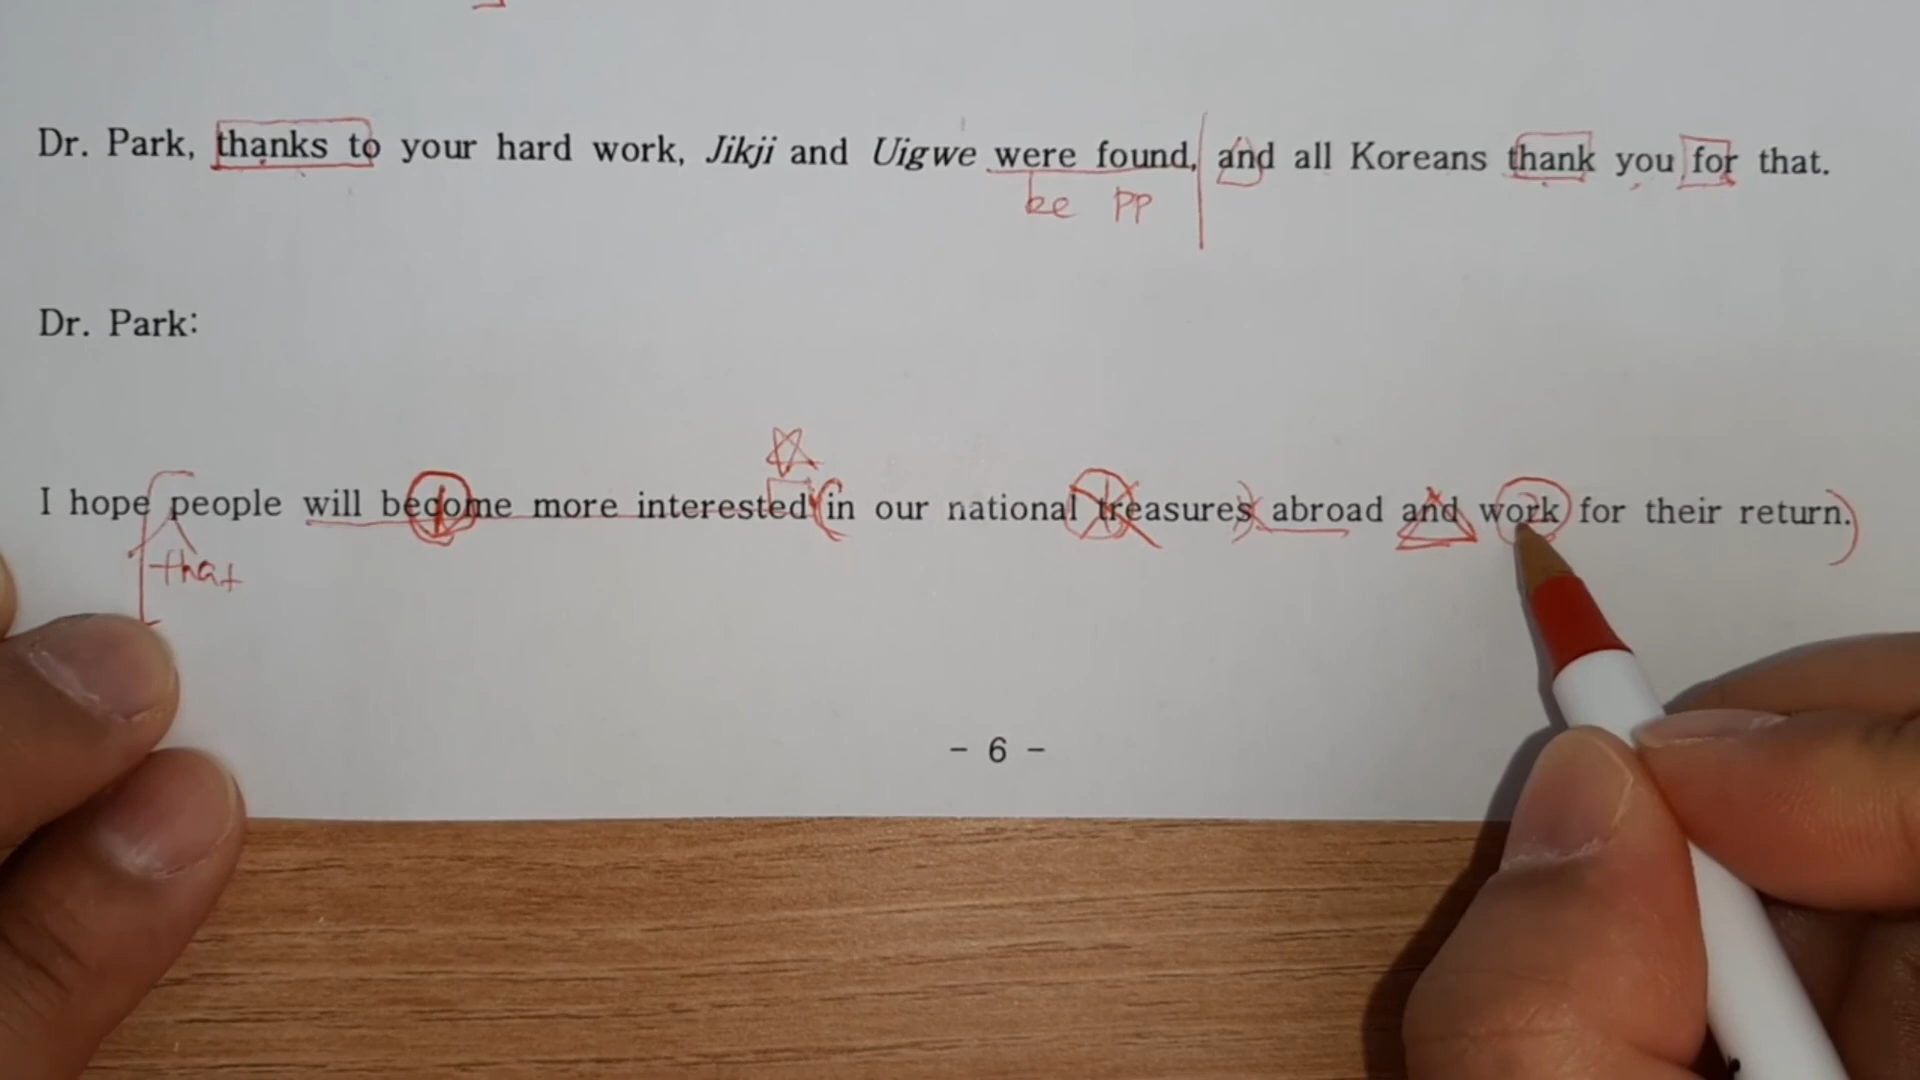 Dr. Park, thanks to your hard work, Jikji and Uigwe were found, and all Koreans thank you for that.
be pp
Dr. Park:
I hope people will become more interested in our national treasures abroad and work for their return.
that
- 6 -